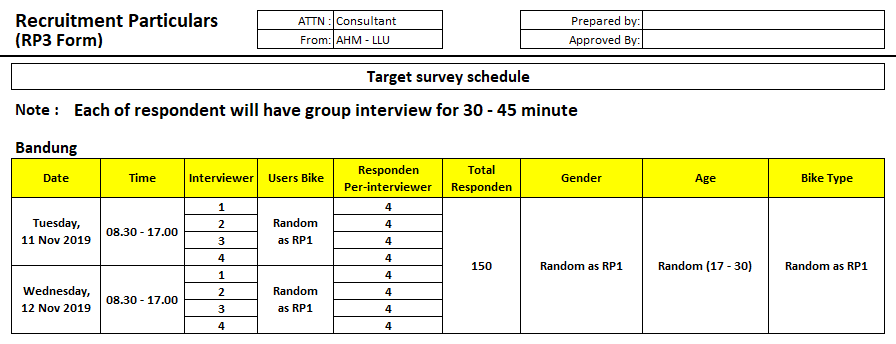 Recruitment Particulars
(RP3 Form)
ATTN : Consultant
From: AHM - LLU
Prepared by:
Approved By:
Target survey schedule
Note : Each of respondent will have group interview for 30 - 45 minute
Bandung
Date Time Interviewer Users Bike Responden Per-interviewer Total Responden Gender Age Bike Type
Tuesday, 11 Nov 2019 08.30 - 17.00
1 4
2 4
3 4
4 4
Random as RP1
Wednesday, 12 Nov 2019 08.30 - 17.00
1 4
2 4
3 4
4 4
Random as RP1
150 Random as RP1 Random (17 - 30) Random as RP1